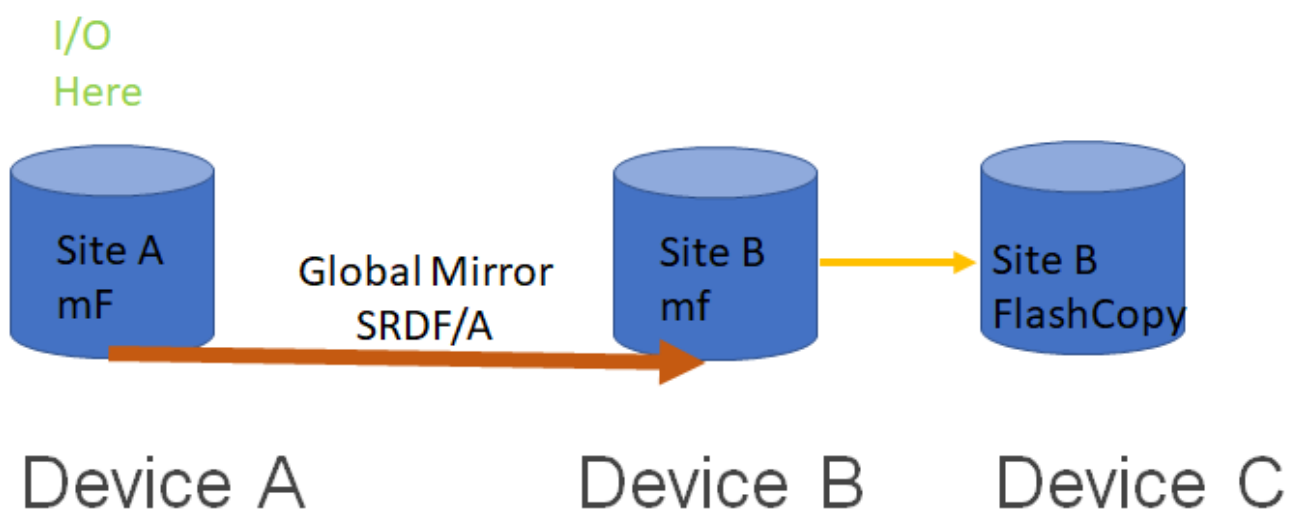 I/O
Here
Site A
mF
Global Mirror
SRDF/A
Site B
mf
Site B
FlashCopy
Device A
Device B
Device C